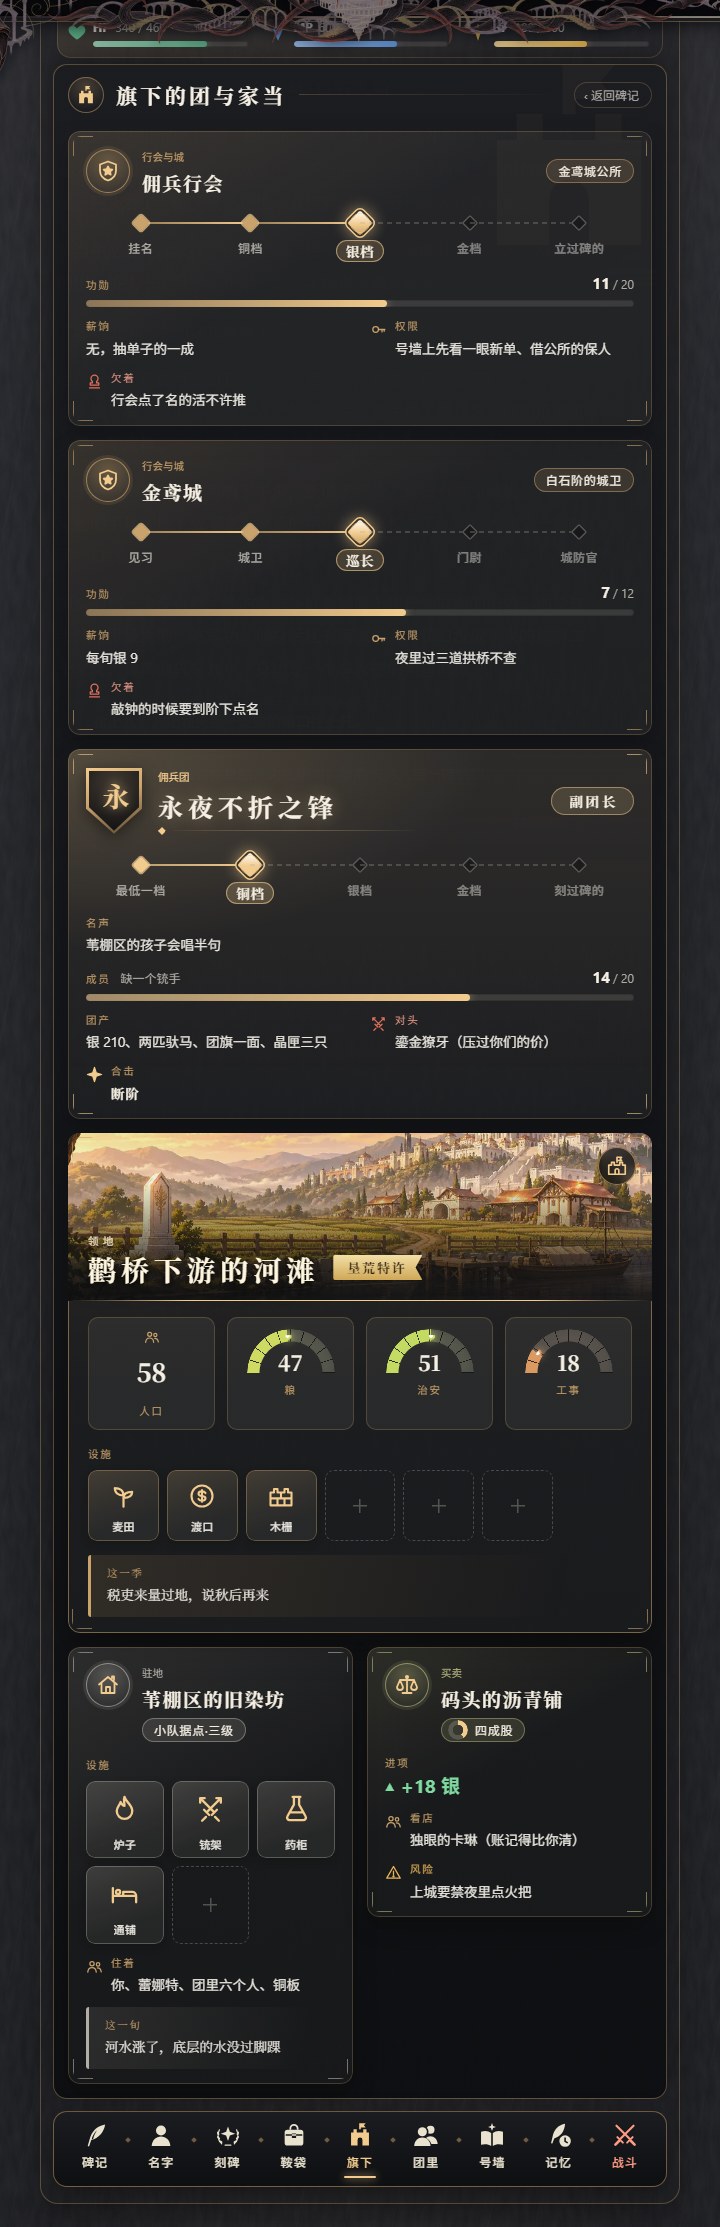 旗下的团与家当
‹ 返回碑记
行会与城
佣兵行会
金鸢城公所
挂名
铜档
银档
金档
立过碑的
功勋
11 / 20
薪饷
无，抽单子的一成
权限
号墙上先看一眼新单、借公所的保人
欠着
行会点了名的活不许推
行会与城
金鸢城
白石阶的城卫
见习
城卫
巡长
门尉
城防官
功勋
7 / 12
薪饷
每旬银 9
权限
夜里过三道拱桥不查
欠着
敲钟的时候要到阶下点名
永
佣兵团
永夜不折之锋
副团长
最低一档
铜档
银档
金档
刻过碑的
名声
苇棚区的孩子会唱半句
成员 缺一个铳手
14 / 20
团产
银 210、两匹驮马、团旗一面、晶匣三只
对头
鎏金獠牙（压过你们的价）
合击
断阶
领地
鹳桥下游的河滩
垦荒特许
58
人口
47
粮
51
治安
18
工事
设施
麦田
渡口
木栅
这一季
税吏来量过地，说秋后再来
驻地
苇棚区的旧染坊
小队据点·三级
设施
炉子
铳架
药柜
通铺
住着
你、蕾娜特、团里六个人、铜板
这一旬
河水涨了，底层的水没过脚踝
买卖
码头的沥青铺
四成股
进项
+18 银
看店
独眼的卡琳（账记得比你清）
风险
上城要禁夜里点火把
碑记
名字
刻碑
鞍袋
旗下
团里
号墙
记忆
战斗